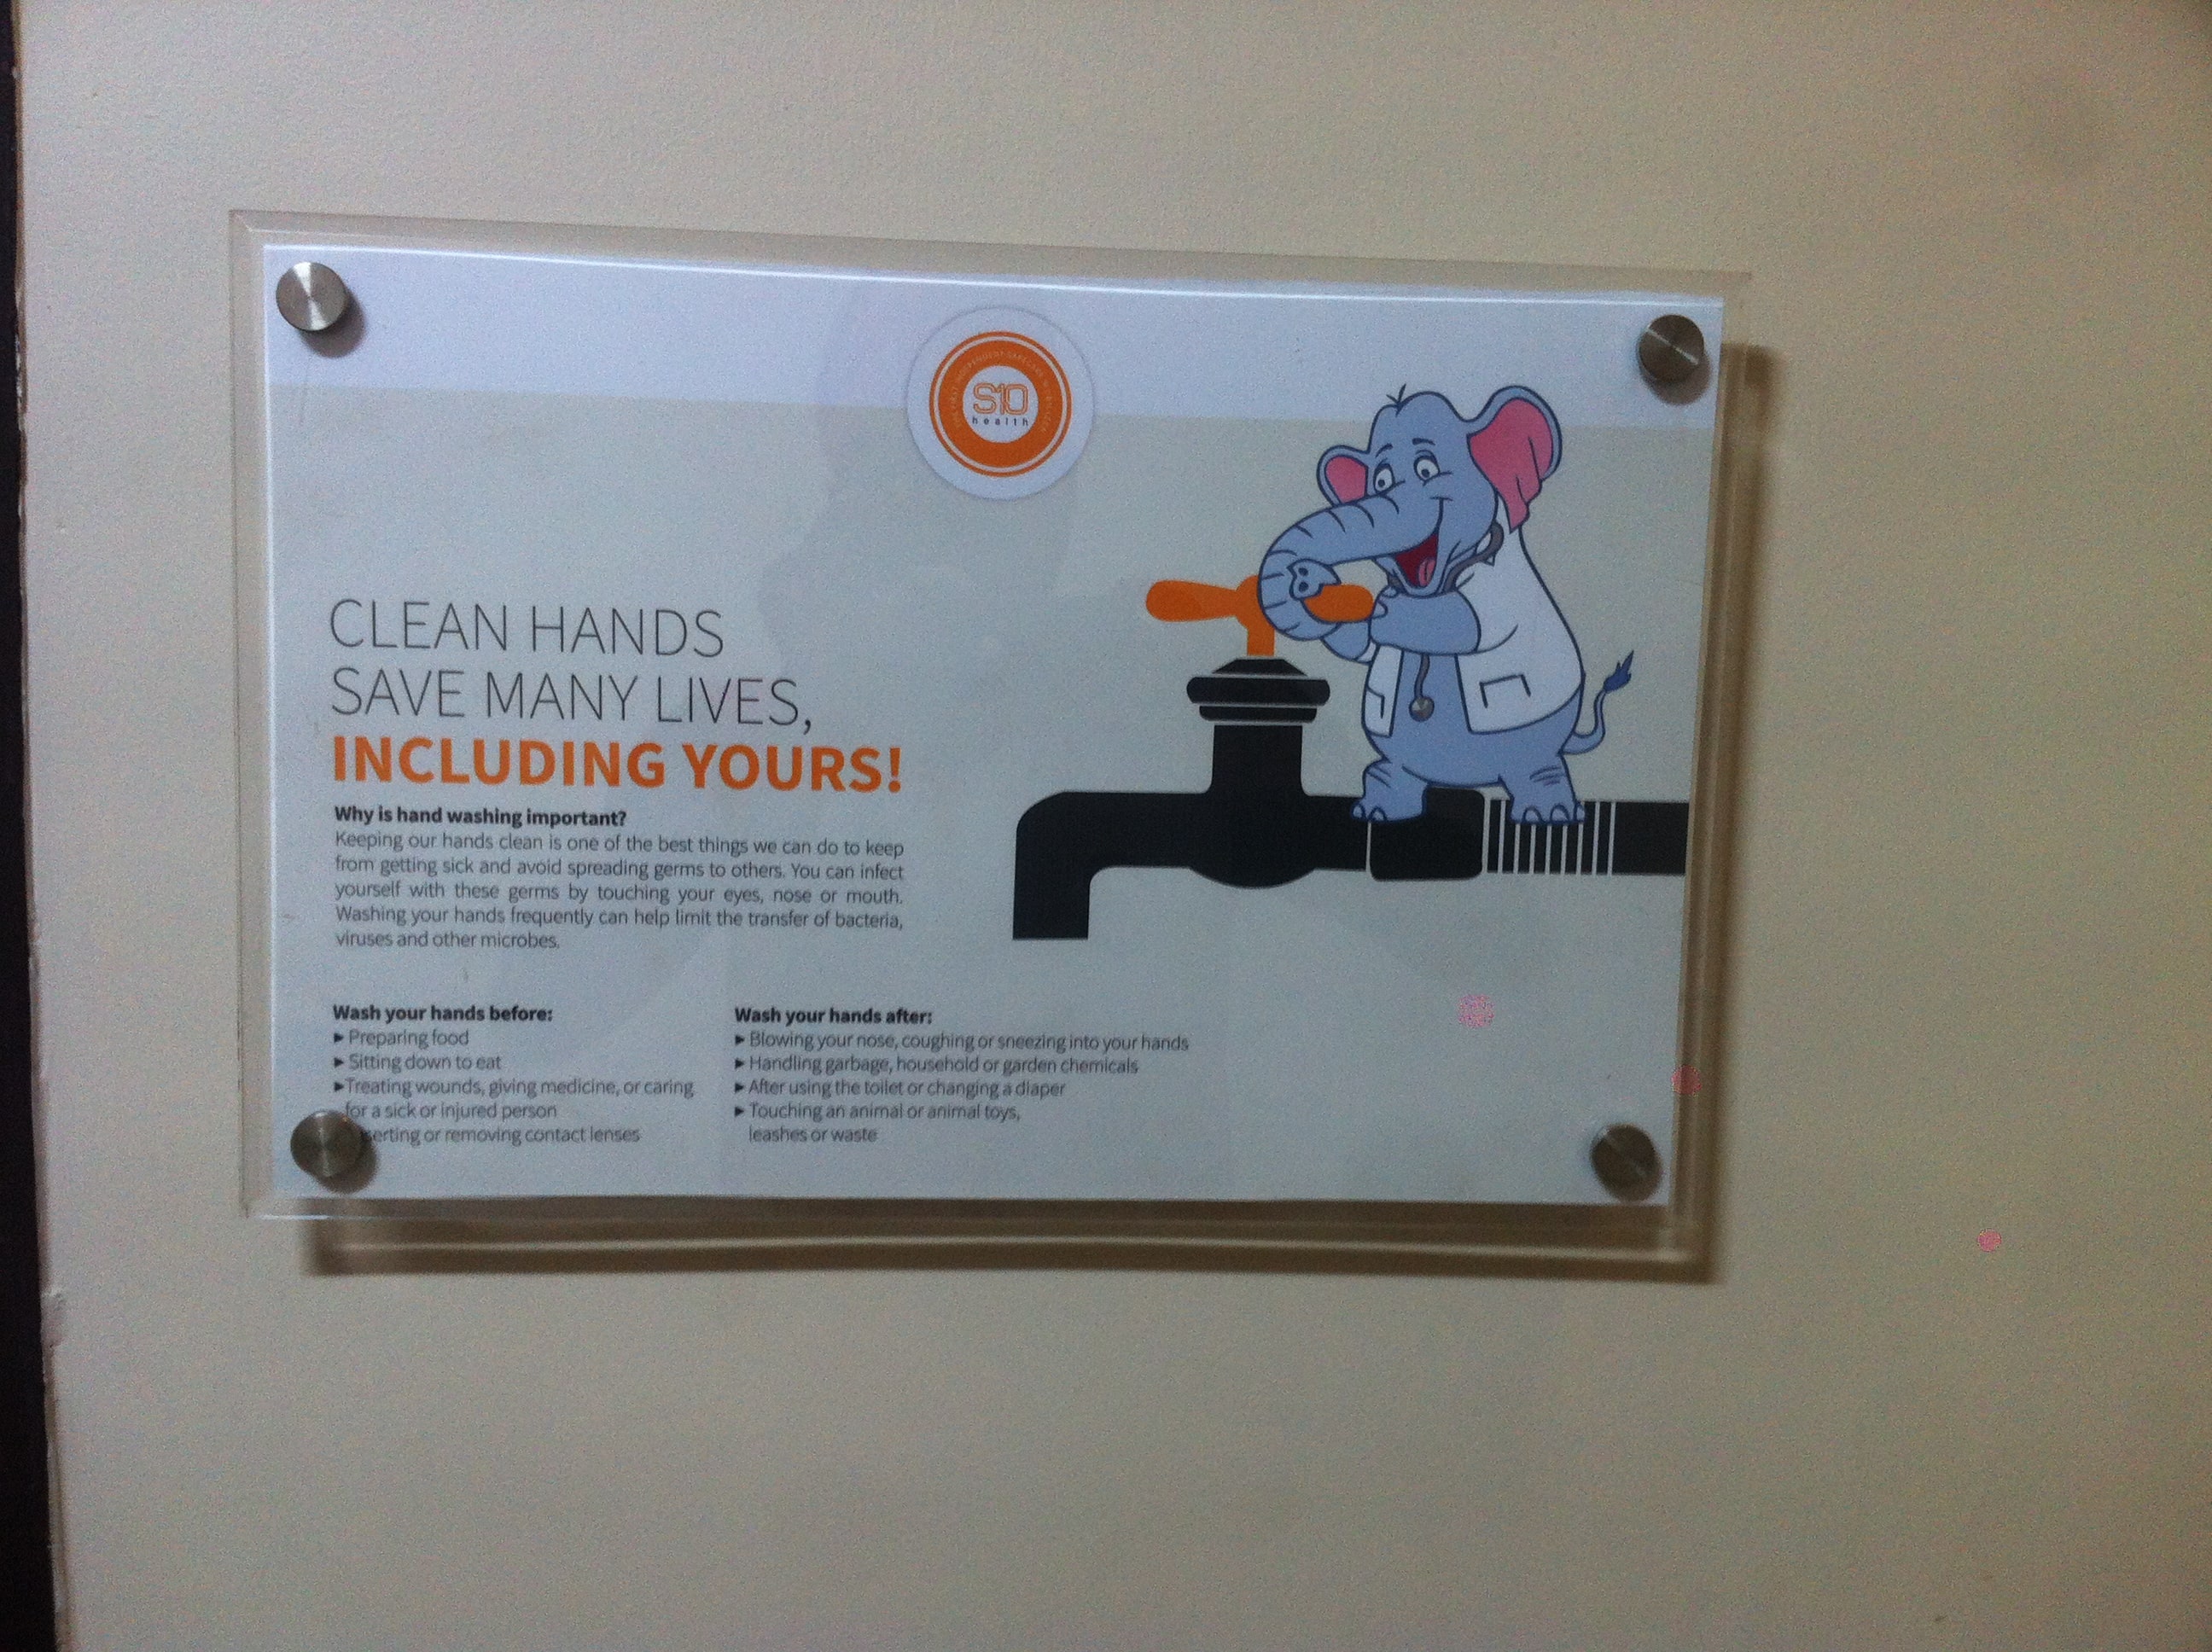 S10
health
CLEAN HANDS
SAVE MANY LIVES,
INCLUDING YOURS!
Why is hand washing important?
Keeping our hands clean is one of the best things we can do to keep
from getting sick and avoid spreading germs to others. You can infect
yourself with these germs by touching your eyes, nose or mouth.
Washing your hands frequently can help limit the transfer of bacteria,
viruses and other microbes.
Wash your hands before:
▸ Preparing food
▸ Sitting down to eat
▸Treating wounds, giving medicine, or caring
for a sick or injured person
or removing contact lenses
Wash your hands after:
▸ Blowing your nose, coughing or sneezing into your hands
▸ Handling garbage, household or garden chemicals
▸ After using the toilet or changing a diaper
▸ Touching an animal or animal toys,
leashes or waste